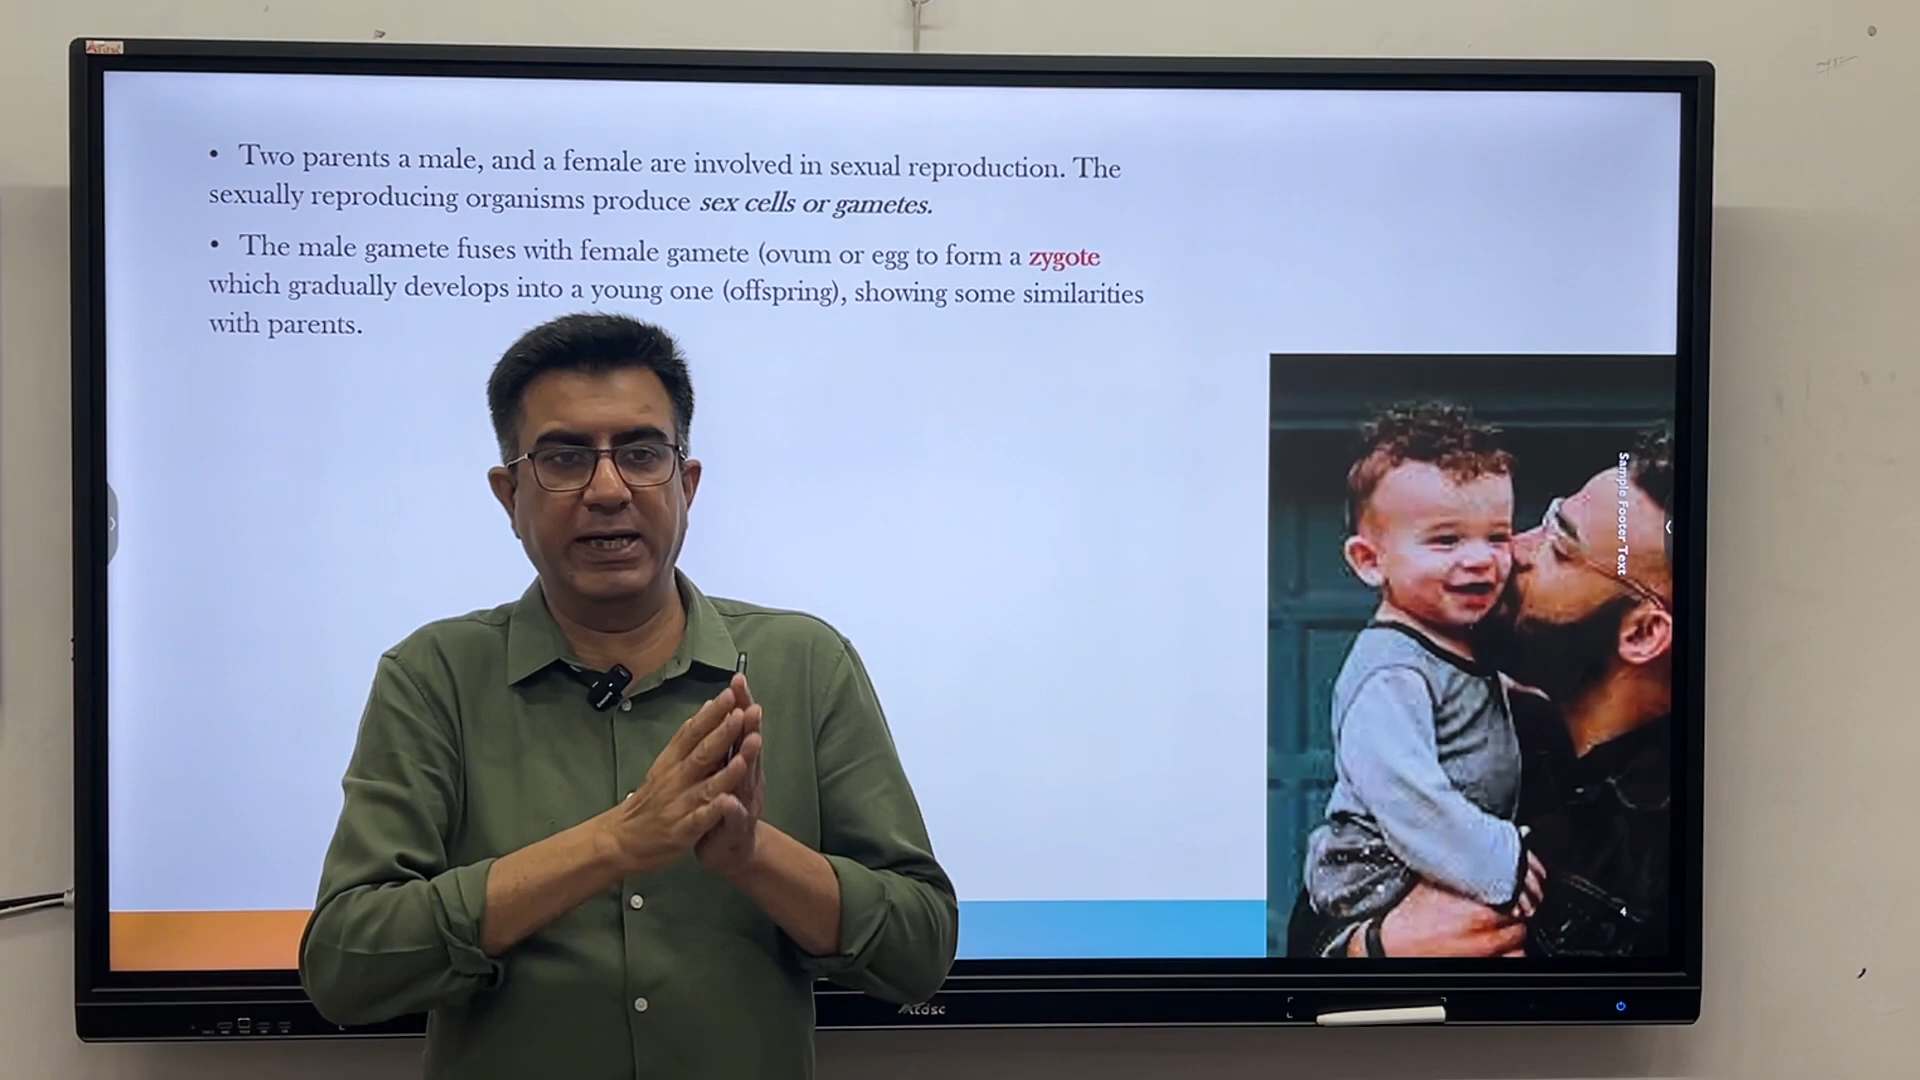 • Two parents a male, and a female are involved in sexual reproduction. The
sexually reproducing organisms produce sex cells or gametes.
• The male gamete fuses with female gamete (ovum or egg to form a zygote
which gradually develops into a young one (offspring), showing some similarities
with parents.
Sample Footer Text
4